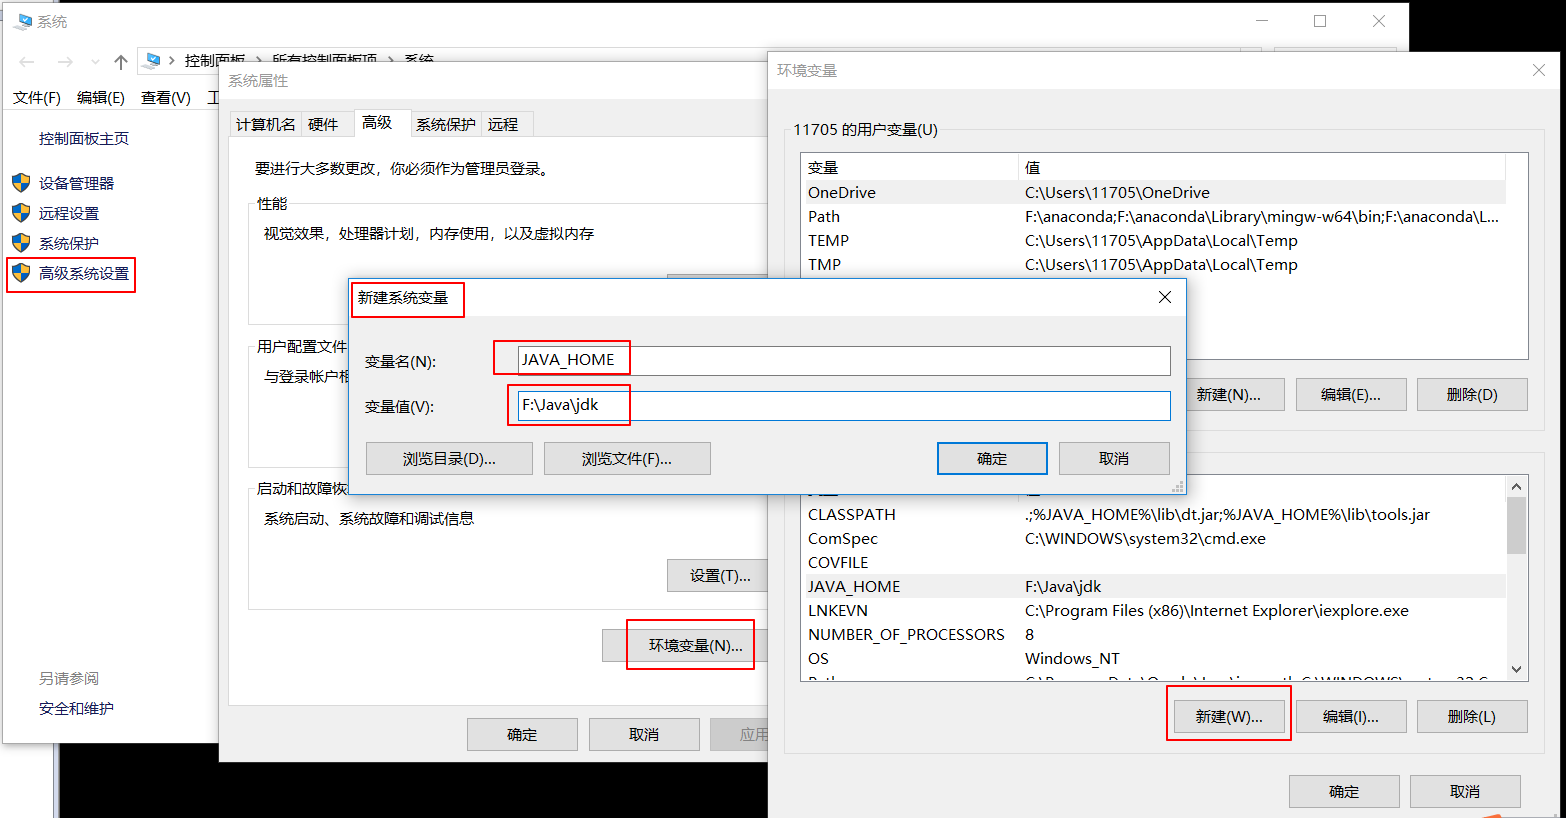 系统
控制面板 > 所有控制面板项 > 系统
文件(F) 编辑(E) 查看(V)
控制面板主页
设备管理器
远程设置
系统保护
高级系统设置
另请参阅
安全和维护
系统属性
计算机名 硬件 高级 系统保护 远程
要进行大多数更改，你必须作为管理员登录。
性能
视觉效果，处理器计划，内存使用，以及虚拟内存
用户配置文件
与登录帐户
启动和故障恢
系统启动、系统故障和调试信息
设置(T)...
环境变量(N)...
确定 取消 应用
新建系统变量
变量名(N): JAVA_HOME
变量值(V): F:\Java\jdk
浏览目录(D)... 浏览文件(F)... 确定 取消
环境变量
11705 的用户变量(U)
变量 值
OneDrive C:\Users\11705\OneDrive
Path F:\anaconda;F:\anaconda\Library\mingw-w64\bin;F:\anaconda\L...
TEMP C:\Users\11705\AppData\Local\Temp
TMP C:\Users\11705\AppData\Local\Temp
新建(N)... 编辑(E)... 删除(D)
CLASSPATH .;%JAVA_HOME%\lib\dt.jar;%JAVA_HOME%\lib\tools.jar
ComSpec C:\WINDOWS\system32\cmd.exe
COVFILE
JAVA_HOME F:\Java\jdk
LNKEVN C:\Program Files (x86)\Internet Explorer\iexplore.exe
NUMBER_OF_PROCESSORS 8
OS Windows_NT
新建(W)... 编辑(I)... 删除(L)
确定 取消